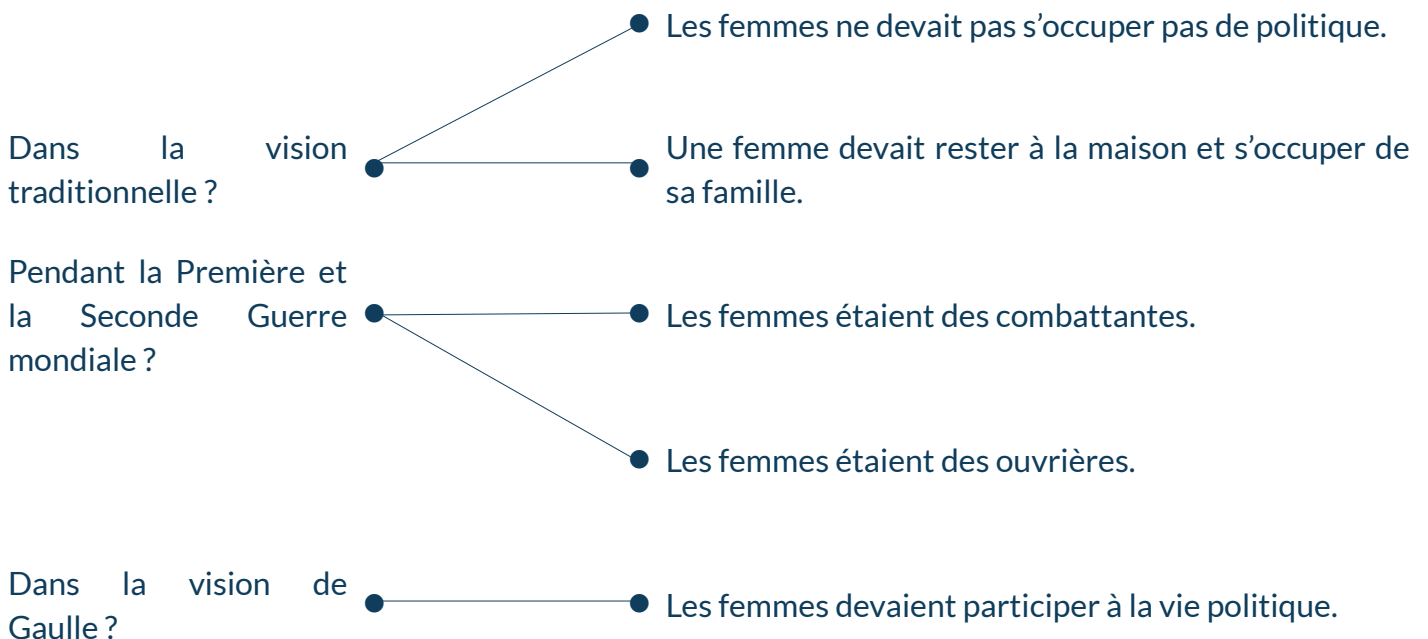 Les femmes ne devait pas s’occuper pas de politique.
Dans la vision
traditionnelle ?
Une femme devait rester à la maison et s’occuper de
sa famille.
Pendant la Première et
la Seconde Guerre
mondiale ?
Les femmes étaient des combattantes.
Les femmes étaient des ouvrières.
Dans la vision de
Gaulle ?
Les femmes devaient participer à la vie politique.